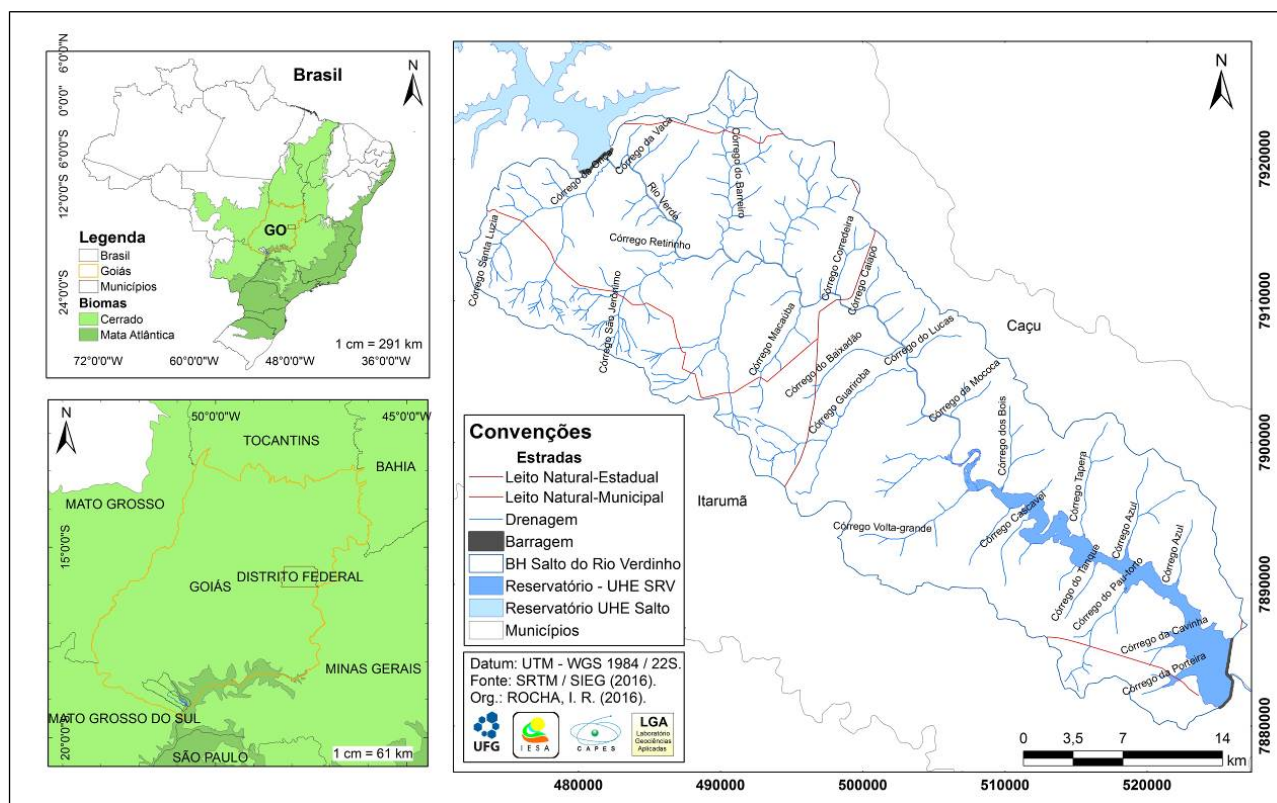 Brasil
N
6°0'0"N
0°0'0"
6°0'0"S
12°0'0"S
24°0'0"S
GO
Legenda
Brasil
Goiás
Municípios
Biomas
Cerrado
Mata Atlântica
1 cm = 291 km
72°0'0"W
60°0'0"W
48°0'0"W
36°0'0"W
50°0'0"W
45°0'0"W
N
TOCANTINS
BAHIA
MATO GROSSO
15°0'0"S
DISTRITO FEDERAL
GOIÁS
MINAS GERAIS
MATO GROSSO DO SUL
20°0'0"S
SÃO PAULO
1 cm = 61 km
N
Córrego da Vaca
Córrego do Barreiro
Rio Verde
Córrego Santa Luzia
Córrego Retirinho
Córrego Corredeira
Córrego Caiapó
Córrego São Jerônimo
Córrego Macaúba
Córrego do Baixadão
Córrego do Lucas
Caçu
Córrego Guariroba
Córrego da Mococa
Córrego dos Bois
Itarumã
Córrego Volta-grande
Córrego Cascavel
Córrego Tapera
Córrego Azul
Córrego Azul
Córrego do Tanque
Córrego do Pau-torto
Córrego da Cavinha
Córrego da Porteira
Convenções
Estradas
Leito Natural-Estadual
Leito Natural-Municipal
Drenagem
Barragem
BH Salto do Rio Verdinho
Reservatório - UHE SRV
Reservatório UHE Salto
Municípios
Datum: UTM - WGS 1984 / 22S.
Fonte: SRTM / SIEG (2016).
Org.: ROCHA, I. R. (2016).
UFG
IESA
CAPES
LGA
Laboratório
Geociências
Aplicadas
0 3,5 7 14
km
480000
490000
500000
510000
520000
7920000
7910000
7900000
7890000
7880000